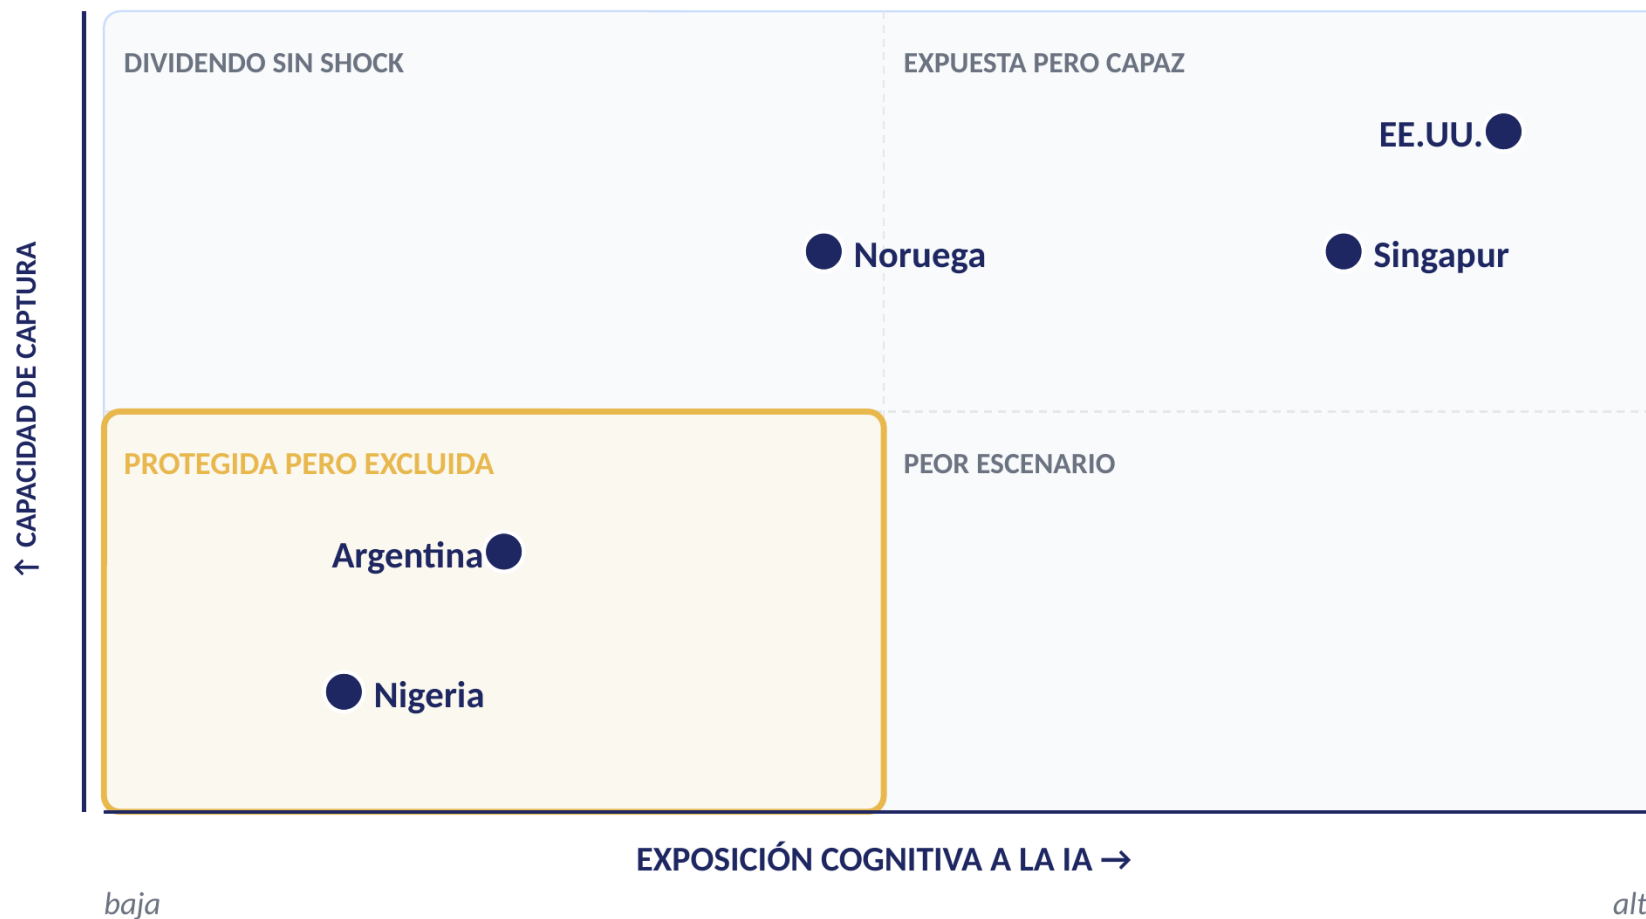 DIVIDENDO SIN SHOCK
EXPUESTA PERO CAPAZ
EE.UU.
Noruega
Singapur
↑ CAPACIDAD DE CAPTURA
PROTEGIDA PERO EXCLUIDA
PEOR ESCENARIO
Argentina
Nigeria
EXPOSICIÓN COGNITIVA A LA IA →
baja
alt